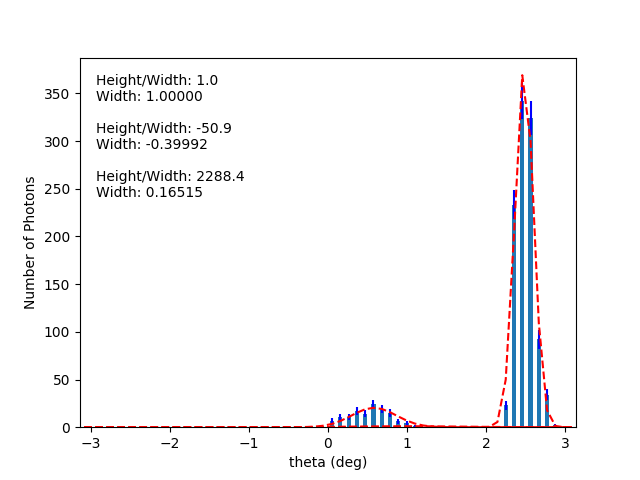 Height/Width: 1.0
Width: 1.00000
Height/Width: -50.9
Width: -0.39992
Height/Width: 2288.4
Width: 0.16515
Number of Photons
350
300
250
200
150
100
50
0
−3
−2
−1
0
1
2
3
theta (deg)